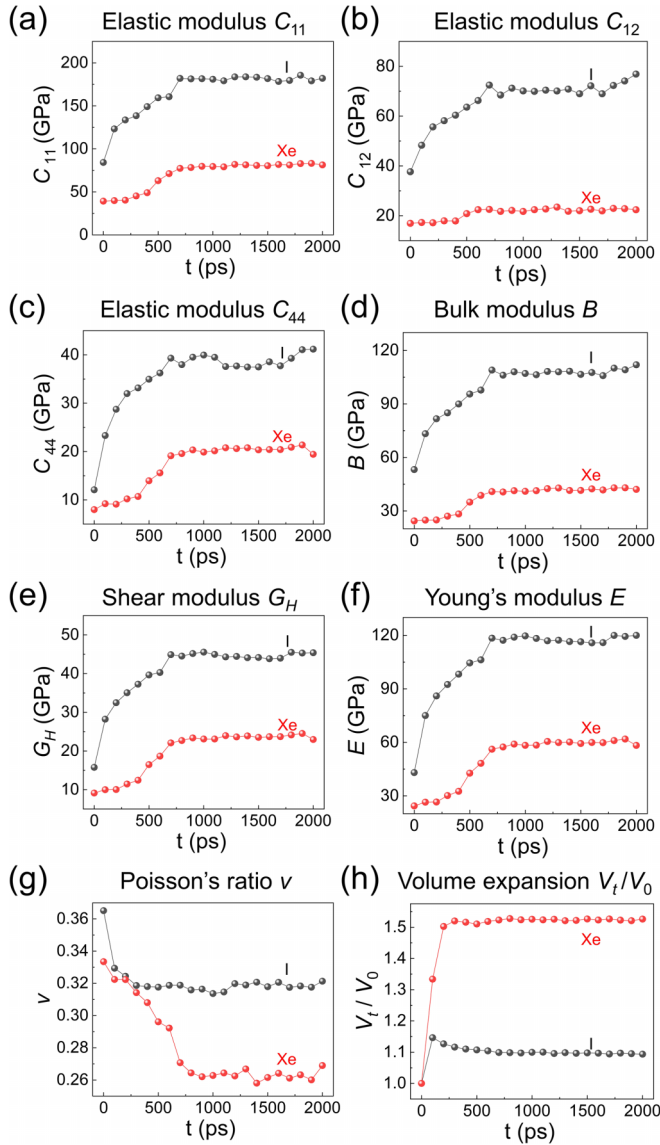 (a) Elastic modulus C11
C11 (GPa)
200
150
100
50
0
I
Xe
0 500 1000 1500 2000
t (ps)
(b) Elastic modulus C12
C12 (GPa)
80
60
40
20
I
Xe
0 500 1000 1500 2000
t (ps)
(c) Elastic modulus C44
C44 (GPa)
40
30
20
10
I
Xe
0 500 1000 1500 2000
t (ps)
(d) Bulk modulus B
B (GPa)
120
90
60
30
I
Xe
0 500 1000 1500 2000
t (ps)
(e) Shear modulus GH
GH (GPa)
50
40
30
20
10
I
Xe
0 500 1000 1500 2000
t (ps)
(f) Young's modulus E
E (GPa)
120
90
60
30
I
Xe
0 500 1000 1500 2000
t (ps)
(g) Poisson's ratio v
v
0.36
0.34
0.32
0.30
0.28
0.26
I
Xe
0 500 1000 1500 2000
t (ps)
(h) Volume expansion Vt/V0
Vt / V0
1.5
1.4
1.3
1.2
1.1
1.0
Xe
I
0 500 1000 1500 2000
t (ps)